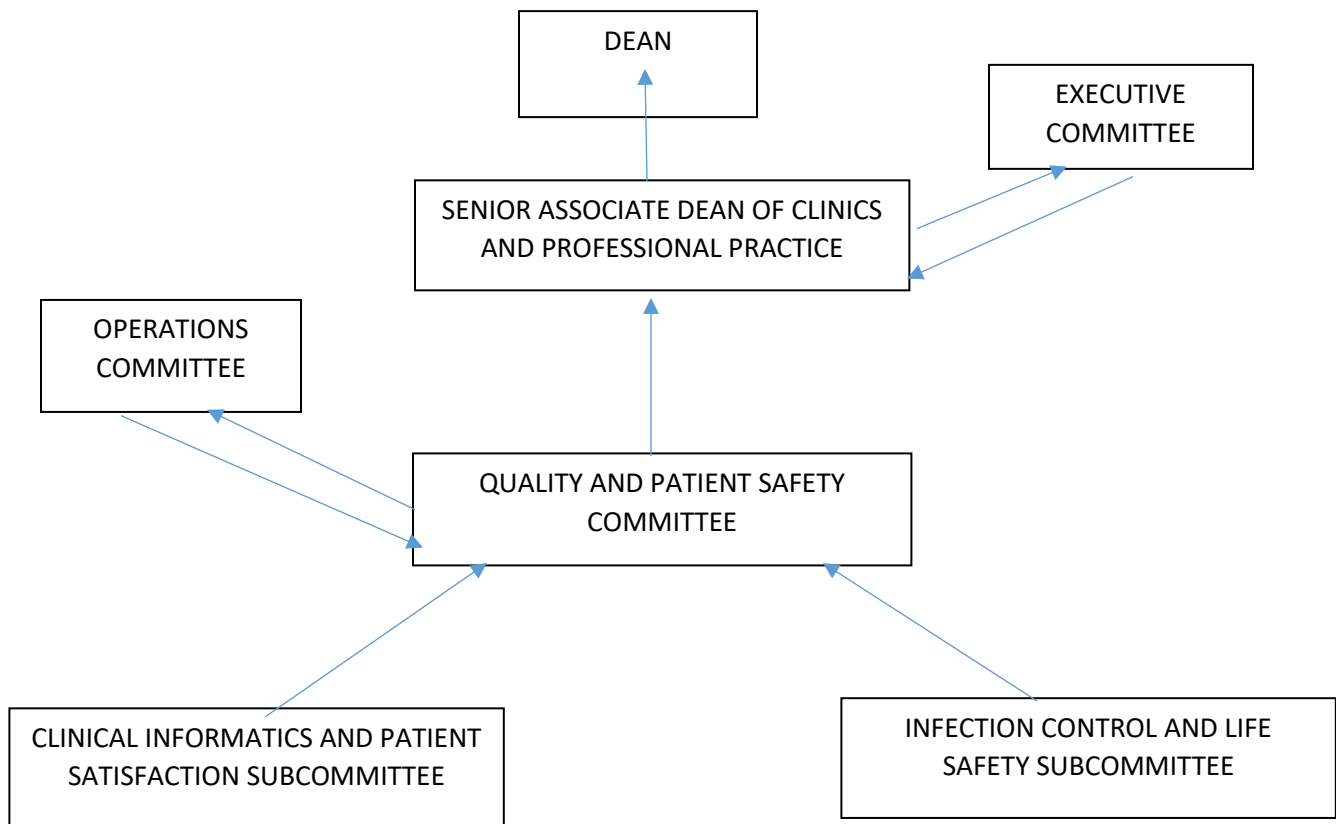 DEAN
EXECUTIVE
COMMITTEE
SENIOR ASSOCIATE DEAN OF CLINICS
AND PROFESSIONAL PRACTICE
OPERATIONS
COMMITTEE
QUALITY AND PATIENT SAFETY
COMMITTEE
CLINICAL INFORMATICS AND PATIENT
SATISFACTION SUBCOMMITTEE
INFECTION CONTROL AND LIFE
SAFETY SUBCOMMITTEE